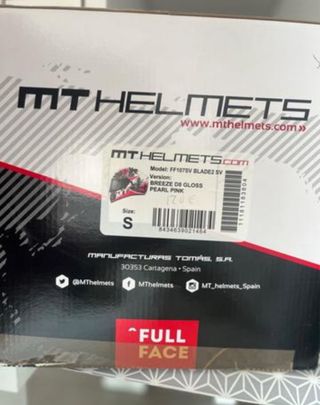 MT HELMETS
www.mthelmets.com»
MT HELMETS.COM
Model: FF107SV BLADE2 SV
Version:
BREEZE D8 GLOSS
PEARL PINK
Size:
S
8434639021464
MANUFACTURAS TOMÁS, S.A.
30353 Cartagena • Spain
@MThelmets
MThelmets
MT_helmets_Spain
FULL
FACE